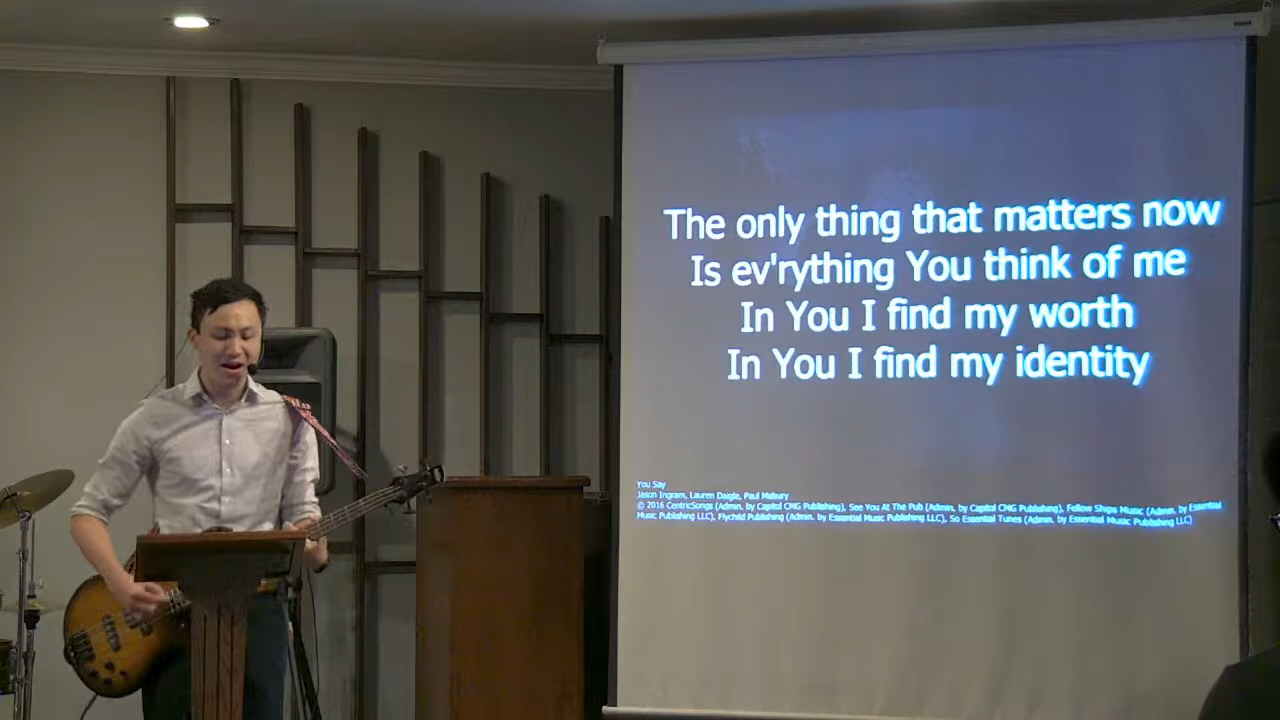 The only thing that matters now
Is ev'rything You think of me
In You I find my worth
In You I find my identity
You Say
Jason Ingram, Lauren Daigle, Paul Mabury
© 2016 CentricSongs (Admin. by Capitol CMG Publishing), See You At The Pub (Admin. by Capitol CMG Publishing), Fellow Ships Music (Admin. by Essential
Music Publishing LLC), Flychild Publishing (Admin. by Essential Music Publishing LLC), So Essential Tunes (Admin. by Essential Music Publishing LLC)